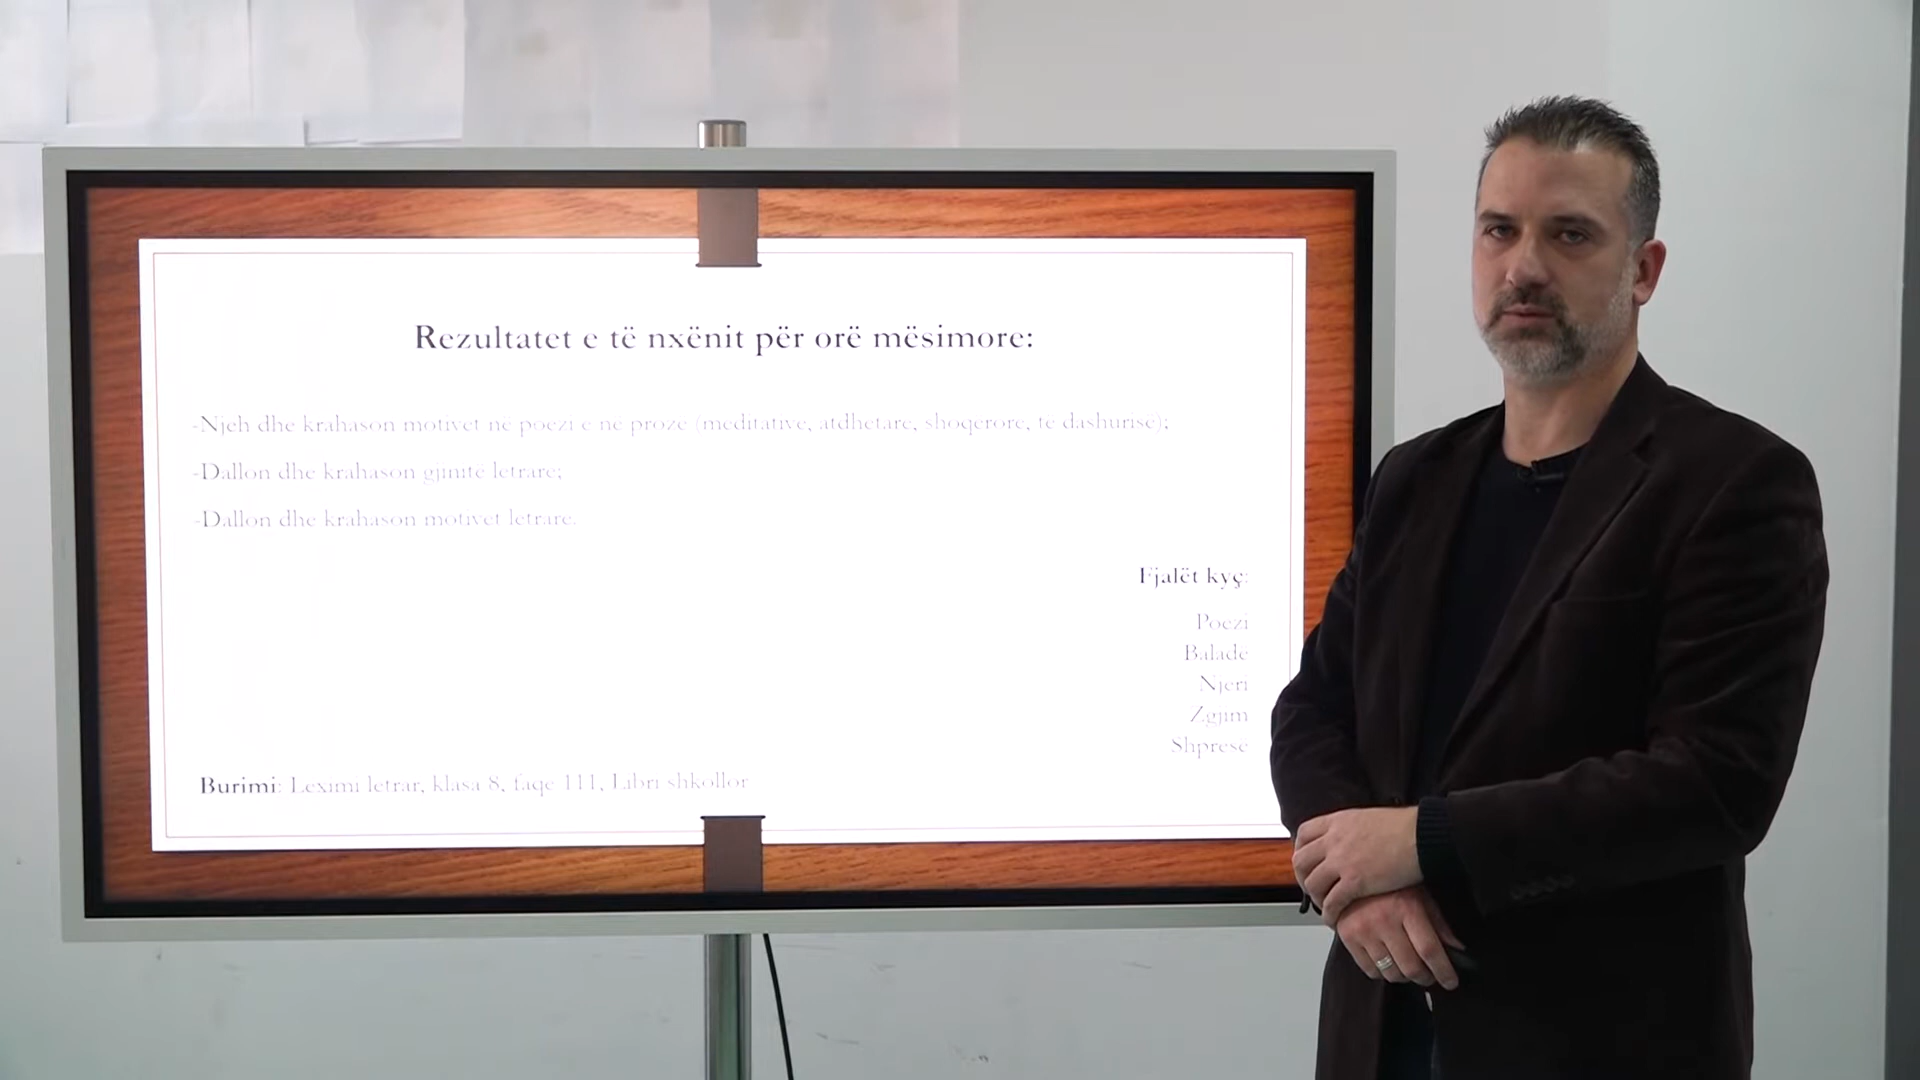 Rezultatet e të nxënit për orë mësimore:
-Njeh dhe krahason motivet në poezi e në prozë (meditative, atdhetare, shoqërore, të dashurisë);
-Dallon dhe krahason gjinitë letrare;
-Dallon dhe krahason motivet letrare.
Fjalët kyç:
Poezi
Baladë
Njeri
Zgjim
Shpresë
Burimi: Leximi letrar, klasa 8, faqe 111, Libri shkollor